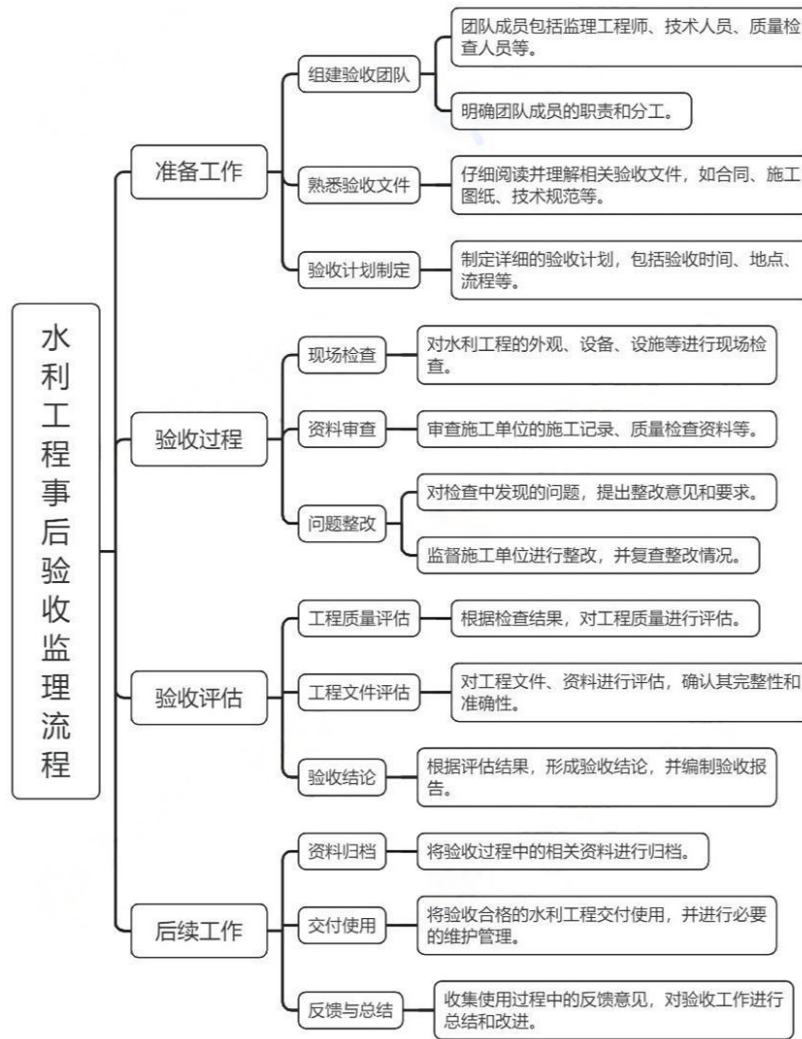 水利工程事后验收监理流程
准备工作
组建验收团队
团队成员包括监理工程师、技术人员、质量检
查人员等。
明确团队成员的职责和分工。
熟悉验收文件
仔细阅读并理解相关验收文件，如合同、施工
图纸、技术规范等。
验收计划制定
制定详细的验收计划，包括验收时间、地点、
流程等。
验收过程
现场检查
对水利工程的外观、设备、设施等进行现场检
查。
资料审查
审查施工单位的施工记录、质量检查资料等。
问题整改
对检查中发现的问题，提出整改意见和要求。
监督施工单位进行整改，并复查整改情况。
验收评估
工程质量评估
根据检查结果，对工程质量进行评估。
工程文件评估
对工程文件、资料进行评估，确认其完整性和
准确性。
验收结论
根据评估结果，形成验收结论，并编制验收报
告。
后续工作
资料归档
将验收过程中的相关资料进行归档。
交付使用
将验收合格的水利工程交付使用，并进行必要
的维护管理。
反馈与总结
收集使用过程中的反馈意见，对验收工作进行
总结和改进。